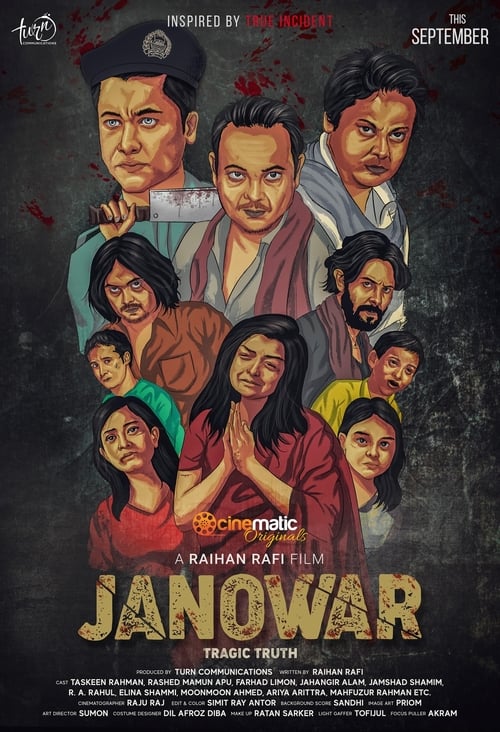 turn
COMMUNICATIONS
INSPIRED BY TRUE INCIDENT
THIS
SEPTEMBER
cinematic
Originals
A RAIHAN RAFI FILM
JANOWAR
TRAGIC TRUTH
PRODUCED BY TURN COMMUNICATIONS WRITTEN BY RAIHAN RAFI
CAST TASKEEN RAHMAN, RASHED MAMUN APU, FARHAD LIMON, JAHANGIR ALAM, JAMSHAD SHAMIM,
R. A. RAHUL, ELINA SHAMMI, MOONMOON AHMED, ARIYA ARITTRA, MAHFUZUR RAHMAN ETC.
CINEMATOGRAPHER RAJU RAJ EDIT & COLOR SIMIT RAY ANTOR BACKGROUND SCORE SANDHI IMAGE ART PRIOM
ART DIRECTOR SUMON COSTUME DESIGNER DIL AFROZ DIBA MAKE UP RATAN SARKER LIGHT GAFFER TOFIJUL FOCUS PULLER AKRAM